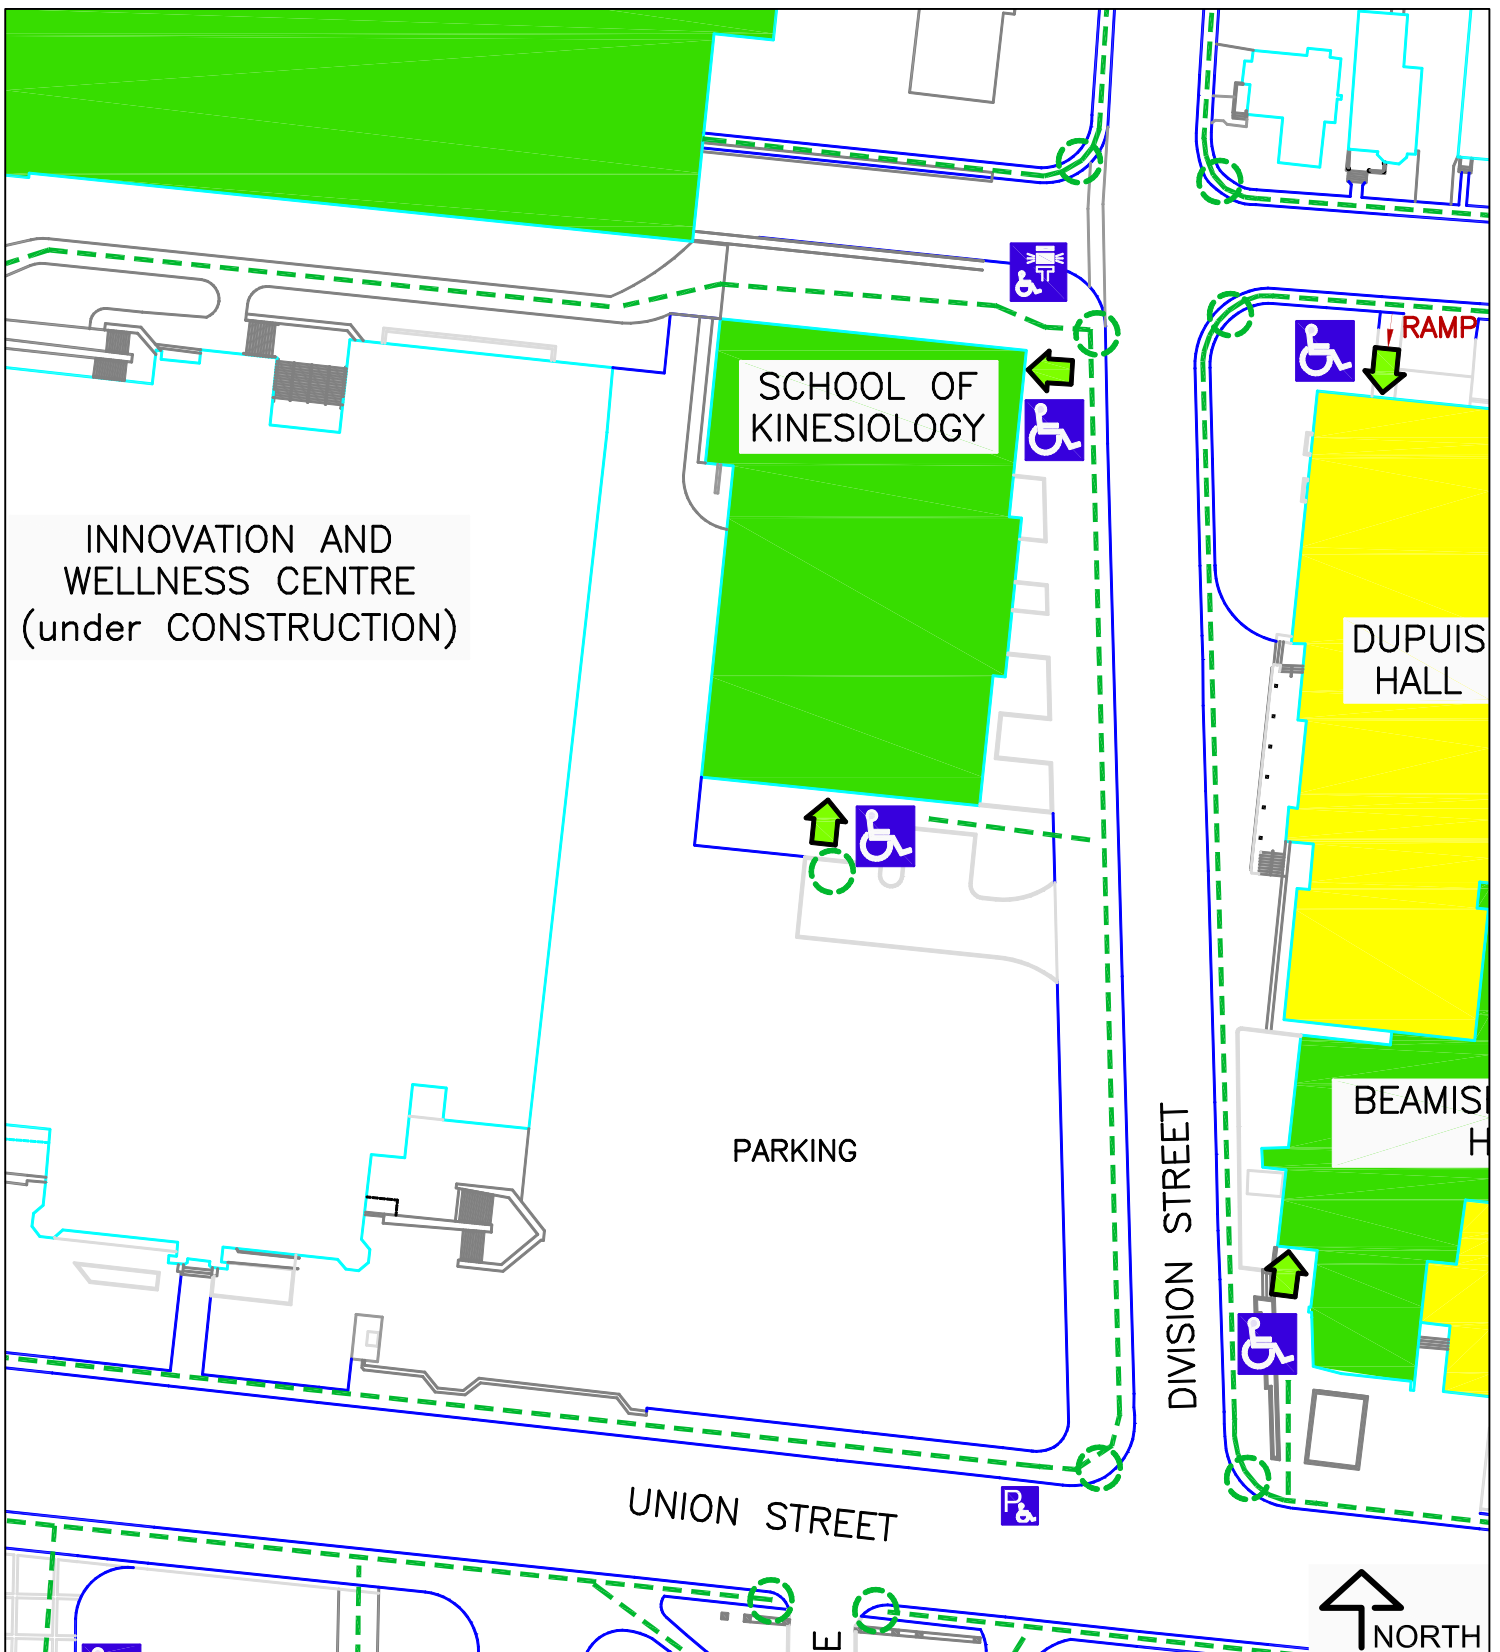 RAMP
SCHOOL OF
KINESIOLOGY
INNOVATION AND
WELLNESS CENTRE
(under CONSTRUCTION)
DUPUIS
HALL
BEAMIS
H
PARKING
DIVISION STREET
UNION STREET
P
E
NORTH